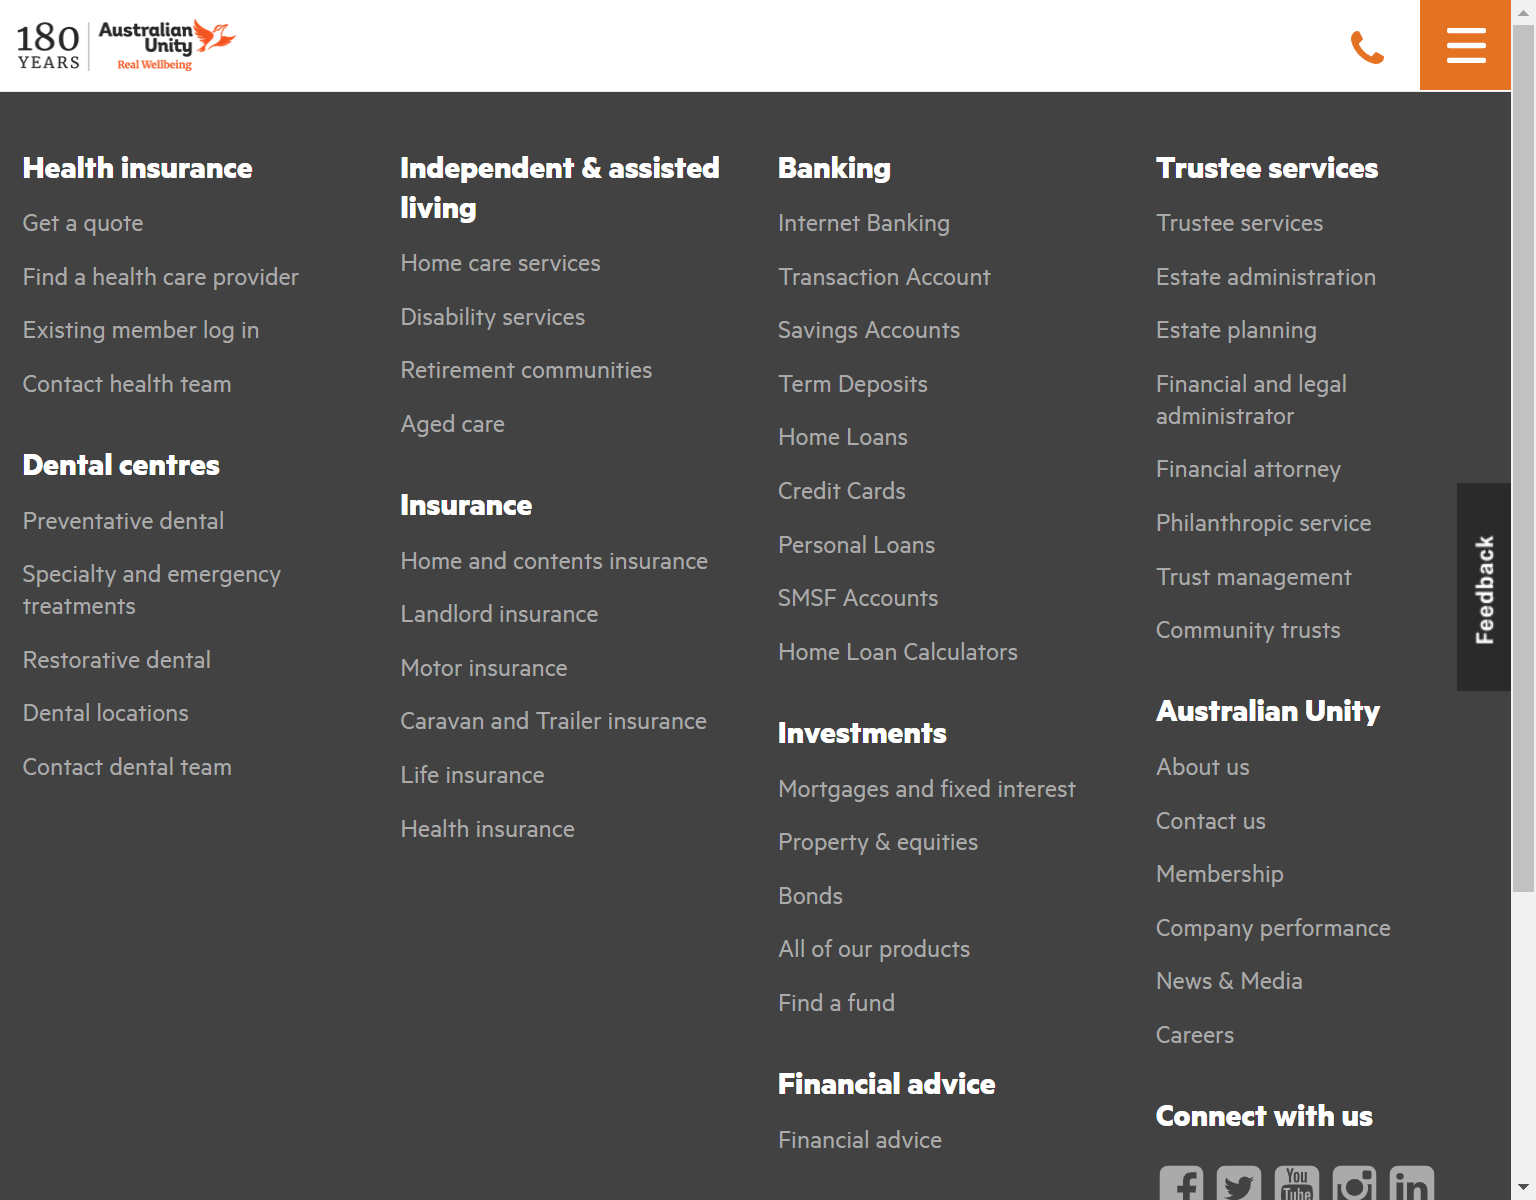 180
YEARS
Australian
Unity
Real Wellbeing
Health insurance
Get a quote
Find a health care provider
Existing member log in
Contact health team
Dental centres
Preventative dental
Specialty and emergency
treatments
Restorative dental
Dental locations
Contact dental team
Independent & assisted
living
Home care services
Disability services
Retirement communities
Aged care
Insurance
Home and contents insurance
Landlord insurance
Motor insurance
Caravan and Trailer insurance
Life insurance
Health insurance
Banking
Internet Banking
Transaction Account
Savings Accounts
Term Deposits
Home Loans
Credit Cards
Personal Loans
SMSF Accounts
Home Loan Calculators
Investments
Mortgages and fixed interest
Property & equities
Bonds
All of our products
Find a fund
Financial advice
Financial advice
Trustee services
Trustee services
Estate administration
Estate planning
Financial and legal
administrator
Financial attorney
Philanthropic service
Trust management
Community trusts
Australian Unity
About us
Contact us
Membership
Company performance
News & Media
Careers
Connect with us
You
Tube
in
Feedback